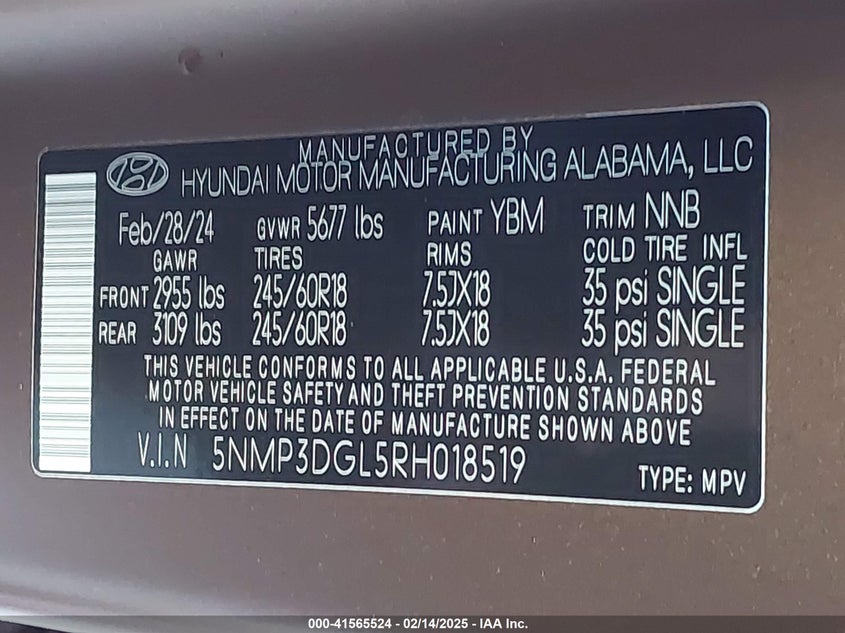 MANUFACTURED BY
HYUNDAI MOTOR MANUFACTURING ALABAMA, LLC
Feb/28/24 GVWR 5677 lbs PAINT YBM TRIM NNB
GAWR TIRES RIMS COLD TIRE INFL
FRONT 2955 lbs 245/60R18 7.5JX18 35 psi SINGLE
REAR 3109 lbs 245/60R18 7.5JX18 35 psi SINGLE
THIS VEHICLE CONFORMS TO ALL APPLICABLE U.S.A. FEDERAL
MOTOR VEHICLE SAFETY AND THEFT PREVENTION STANDARDS
IN EFFECT ON THE DATE OF MANUFACTURE SHOWN ABOVE
V.I.N 5NMP3DGL5RH018519
TYPE: MPV
000-41565524 - 02/14/2025 - IAA Inc.